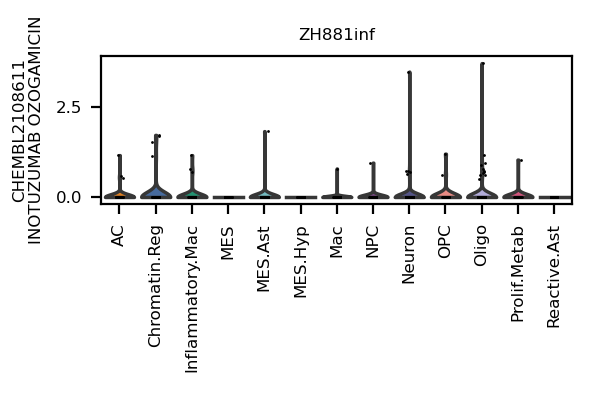 ZH881inf
CHEMBL2108611
INOTUZUMAB OZOGAMICIN
2.5
0.0
AC
Chromatin.Reg
Inflammatory.Mac
MES
MES.Ast
MES.Hyp
Mac
NPC
Neuron
OPC
Oligo
Prolif.Metab
Reactive.Ast